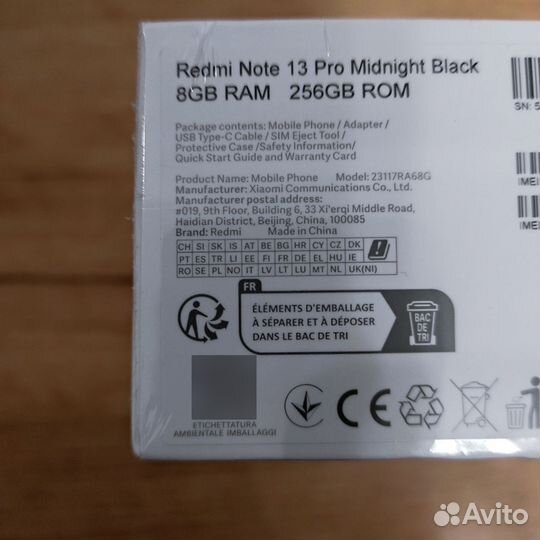 Redmi Note 13 Pro Midnight Black
8GB RAM 256GB ROM
Package contents: Mobile Phone / Adapter /
USB Type-C Cable / SIM Eject Tool /
Protective Case /Safety Information/
Quick Start Guide and Warranty Card
Product Name: Mobile Phone Model: 23117RA68G
Manufacturer: Xiaomi Communications Co., Ltd.
Manufacturer postal address:
#019, 9th Floor, Building 6, 33 Xi'erqi Middle Road,
Haidian District, Beijing, China, 100085
Brand: Redmi Made in China
CH SI SK IS AT BE BG HR CY CZ DK
PT ES TR LI EE FI FR DE EL HU IE
RO SE PL NO IT LV LT LU MT NL UK(NI)
SN: 5
IMEI
IMEI
FR
ÉLÉMENTS D'EMBALLAGE
À SÉPARER ET À DÉPOSER
DANS LE BAC DE TRI
BAC
DE
TRI
ETICHETTATURA
AMBIENTALE IMBALLAGGI
CE
Avito